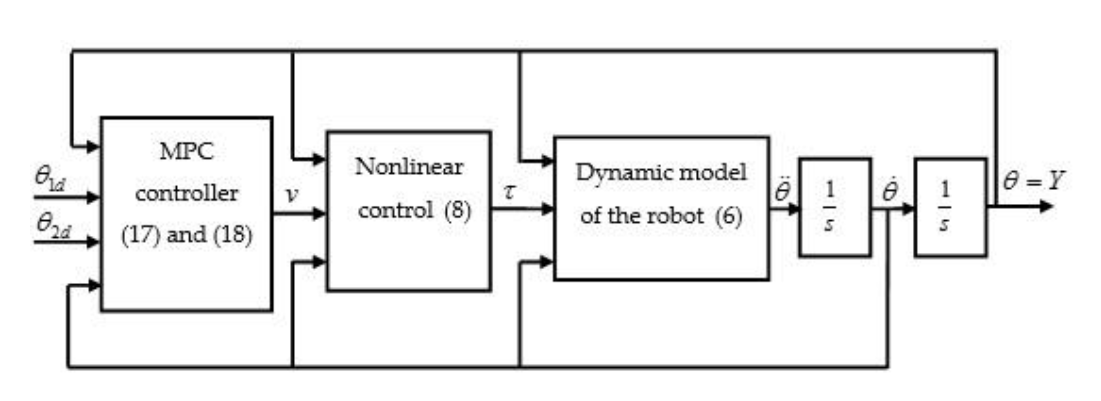 MPC
controller
(17) and (18)
θ1d
θ2d
v
Nonlinear
control (8)
τ
Dynamic model
of the robot (6)
θ̈
1
s
θ̇
1
s
θ = Y